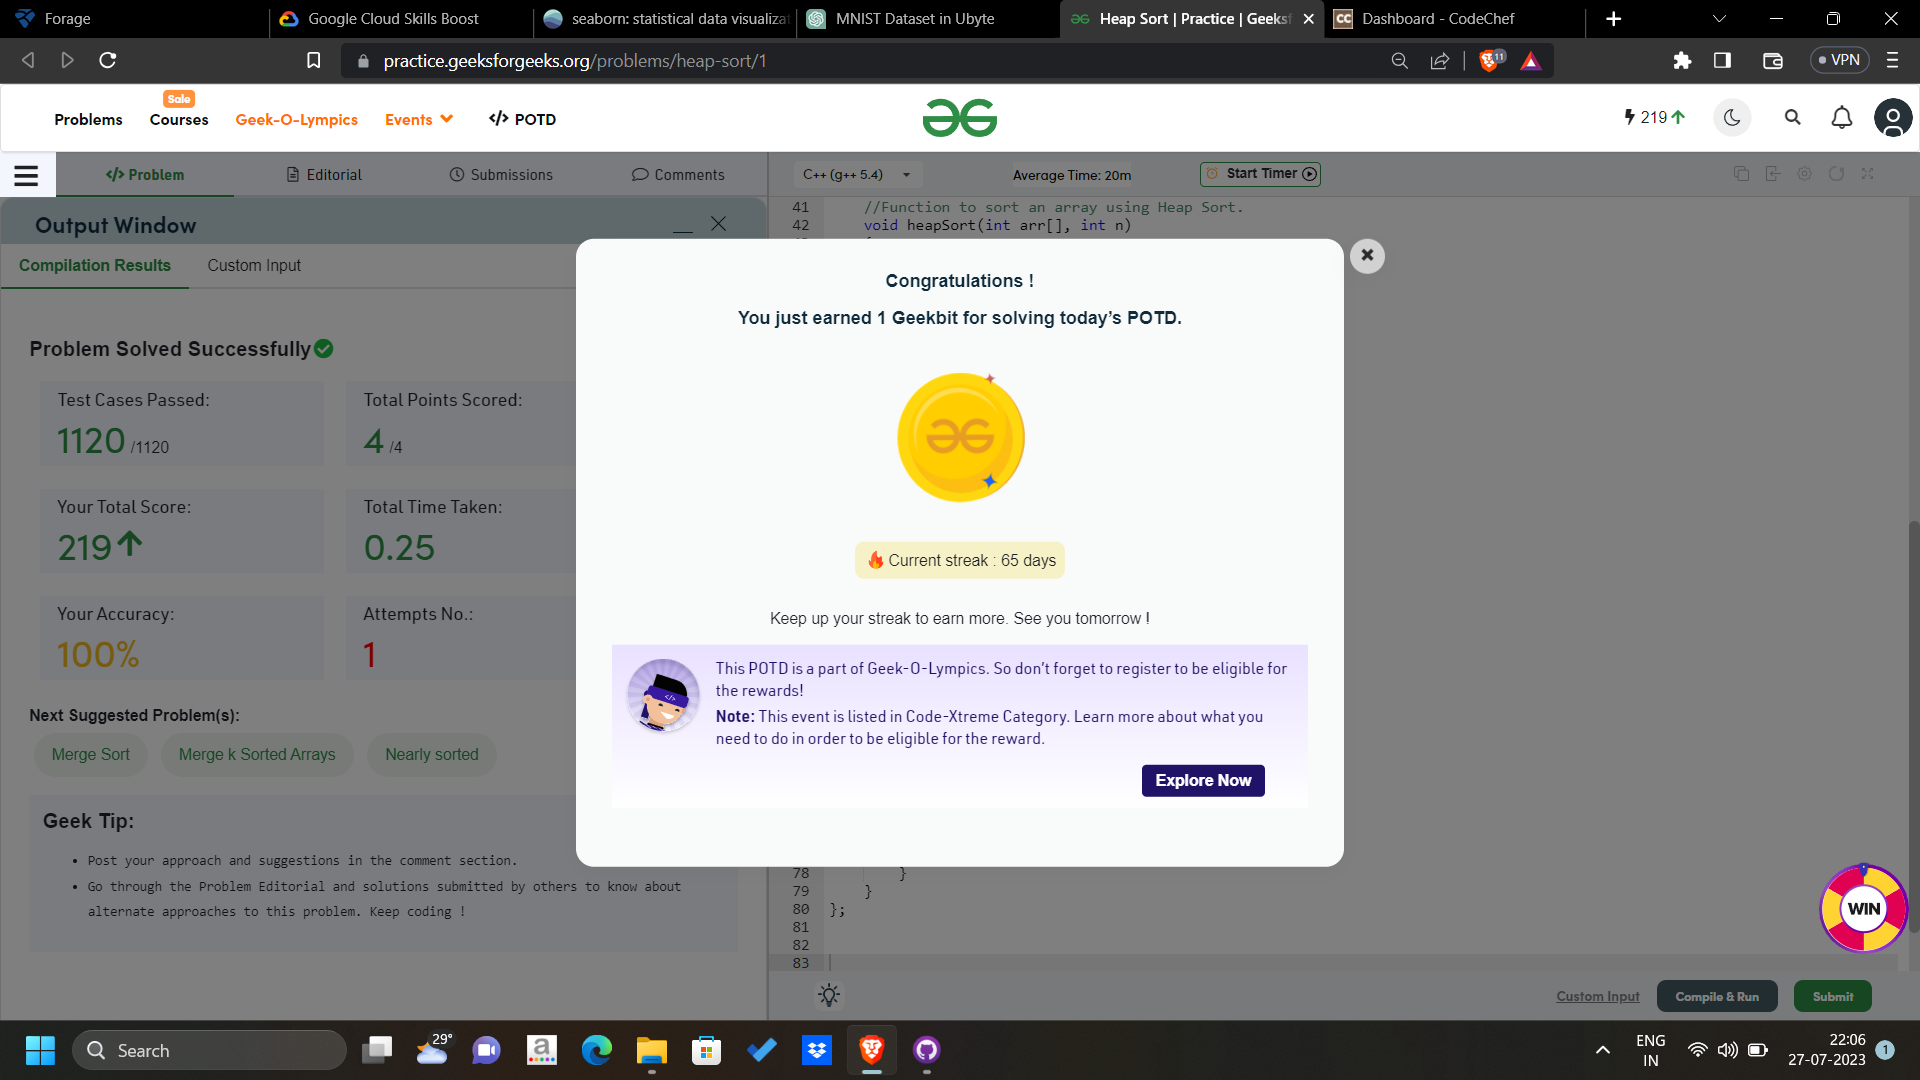 Forage
Google Cloud Skills Boost
seaborn: statistical data visualizat
MNIST Dataset in Ubyte
Heap Sort | Practice | Geeksf
CC Dashboard - CodeChef
practice.geeksforgeeks.org/problems/heap-sort/1
11
VPN
Sale
Problems
Courses
Geek-O-Lympics
Events
</> POTD
219
</> Problem
Editorial
Submissions
Comments
C++ (g++ 5.4)
Average Time: 20m
Start Timer
Output Window
Compilation Results
Custom Input
41 //Function to sort an array using Heap Sort.
42 void heapSort(int arr[], int n)
Congratulations !
You just earned 1 Geekbit for solving today’s POTD.
Current streak : 65 days
Keep up your streak to earn more. See you tomorrow !
This POTD is a part of Geek-O-Lympics. So don't forget to register to be eligible for
the rewards!
Note: This event is listed in Code-Xtreme Category. Learn more about what you
need to do in order to be eligible for the reward.
Explore Now
Problem Solved Successfully
Test Cases Passed:
1120 /1120
Total Points Scored:
4 /4
Your Total Score:
219
Total Time Taken:
0.25
Your Accuracy:
100%
Attempts No.:
1
Next Suggested Problem(s):
Merge Sort
Merge k Sorted Arrays
Nearly sorted
Geek Tip:
Post your approach and suggestions in the comment section.
Go through the Problem Editorial and solutions submitted by others to know about
alternate approaches to this problem. Keep coding !
78 }
79 }
80 };
81
82
83
WIN
Custom Input
Compile & Run
Submit
Search
29°
a
ENG
IN
22:06
27-07-2023
1